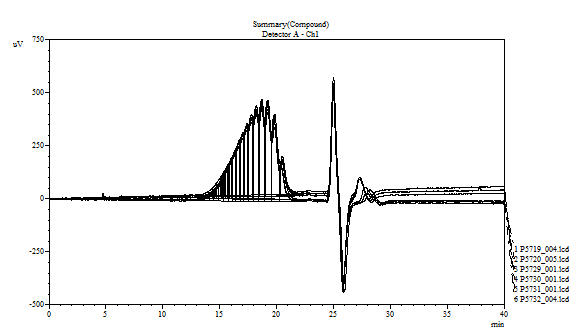 Summary(Compound)
Detector A - Ch1
uV
750
500
250
0
-250
-500
0 5 10 15 20 25 30 35 40
min
1 P5719_004.lcd
2 P5720_005.lcd
3 P5729_001.lcd
4 P5730_001.lcd
5 P5731_001.lcd
6 P5732_004.lcd